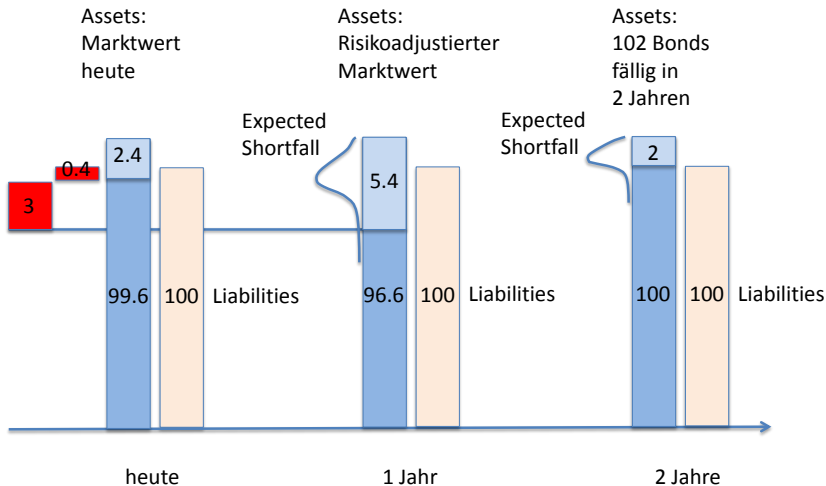 Assets:
Marktwert
heute
Assets:
Risikoadjustierter
Marktwert
Assets:
102 Bonds
fällig in
2 Jahren
Expected
Shortfall
Expected
Shortfall
3
0.4
2.4
99.6
100
Liabilities
5.4
96.6
100
Liabilities
2
100
100
Liabilities
heute
1 Jahr
2 Jahre